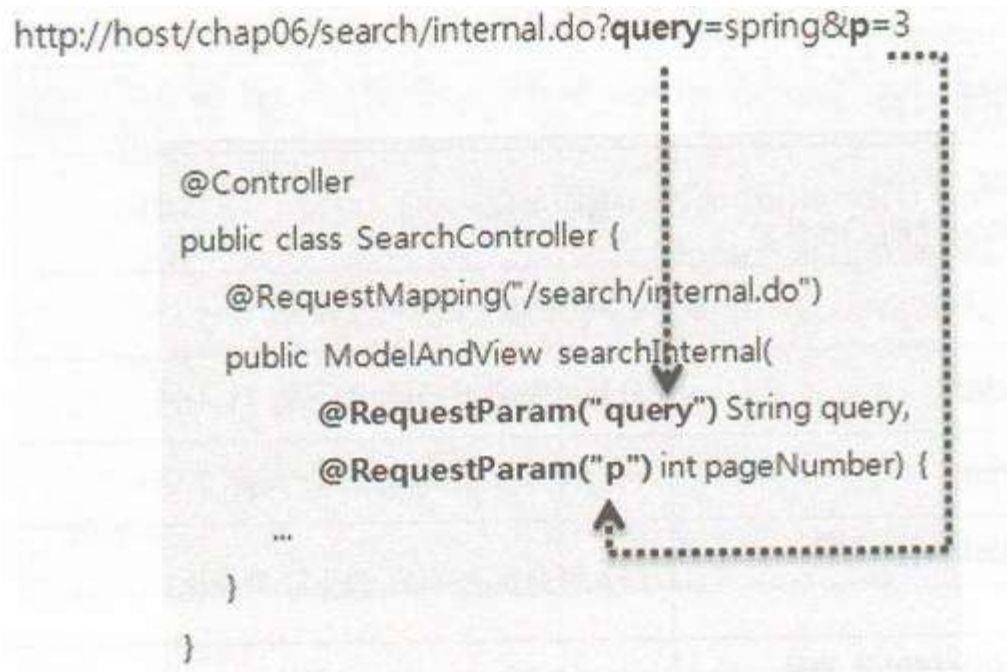 http://host/chap06/search/internal.do?query=spring&p=3
@Controller
public class SearchController {
@RequestMapping("/search/internal.do")
public ModelAndView searchInternal(
@RequestParam("query") String query,
@RequestParam("p") int pageNumber) {
...
}
}